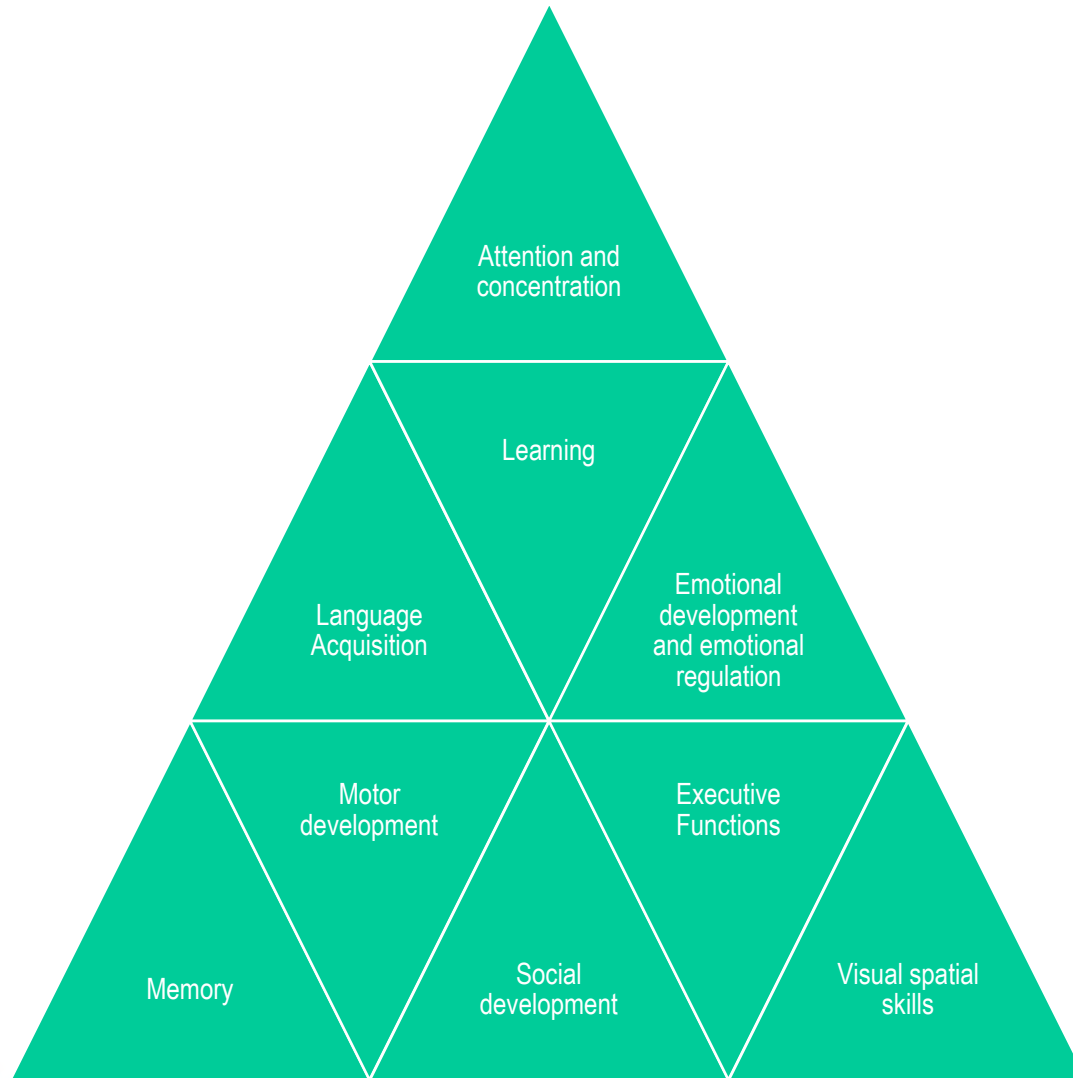 Attention and
concentration
Learning
Language
Acquisition
Emotional
development
and emotional
regulation
Motor
development
Executive
Functions
Memory
Social
development
Visual spatial
skills